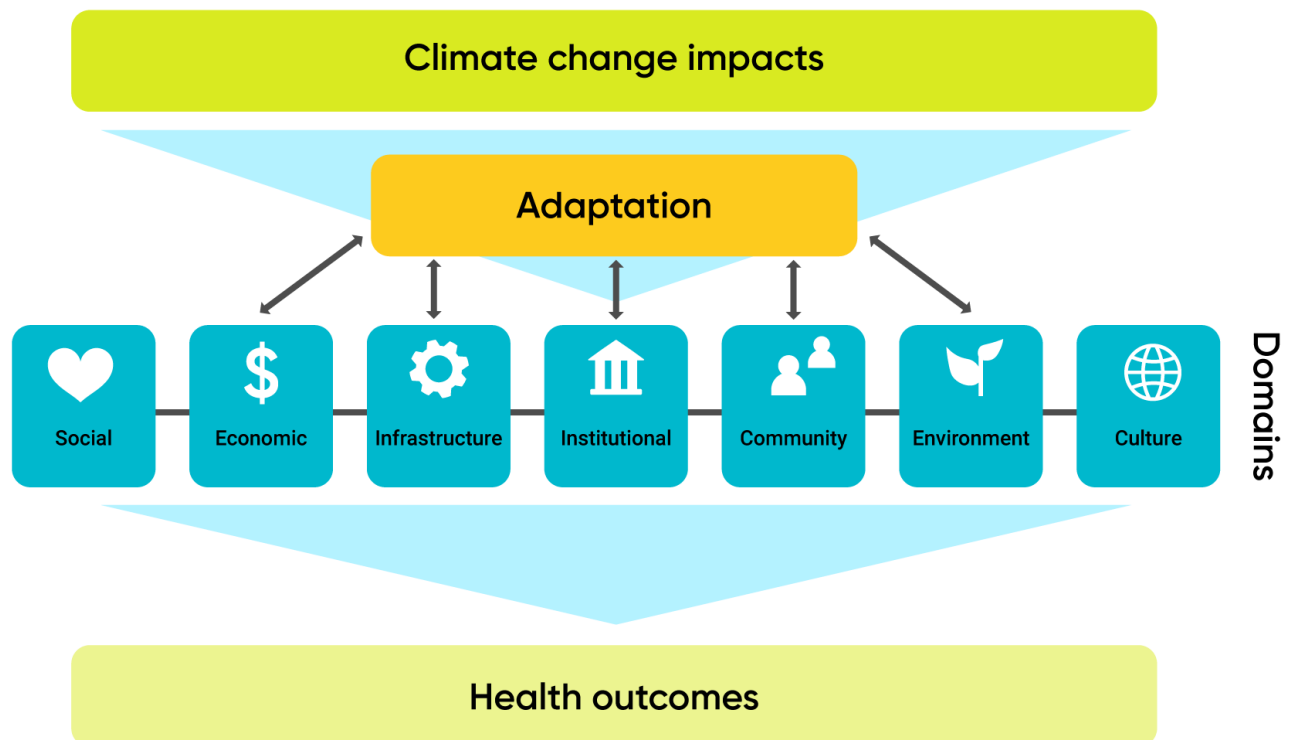 Climate change impacts
Adaptation
Social
Economic
Infrastructure
Institutional
Community
Environment
Culture
Domains
Health outcomes